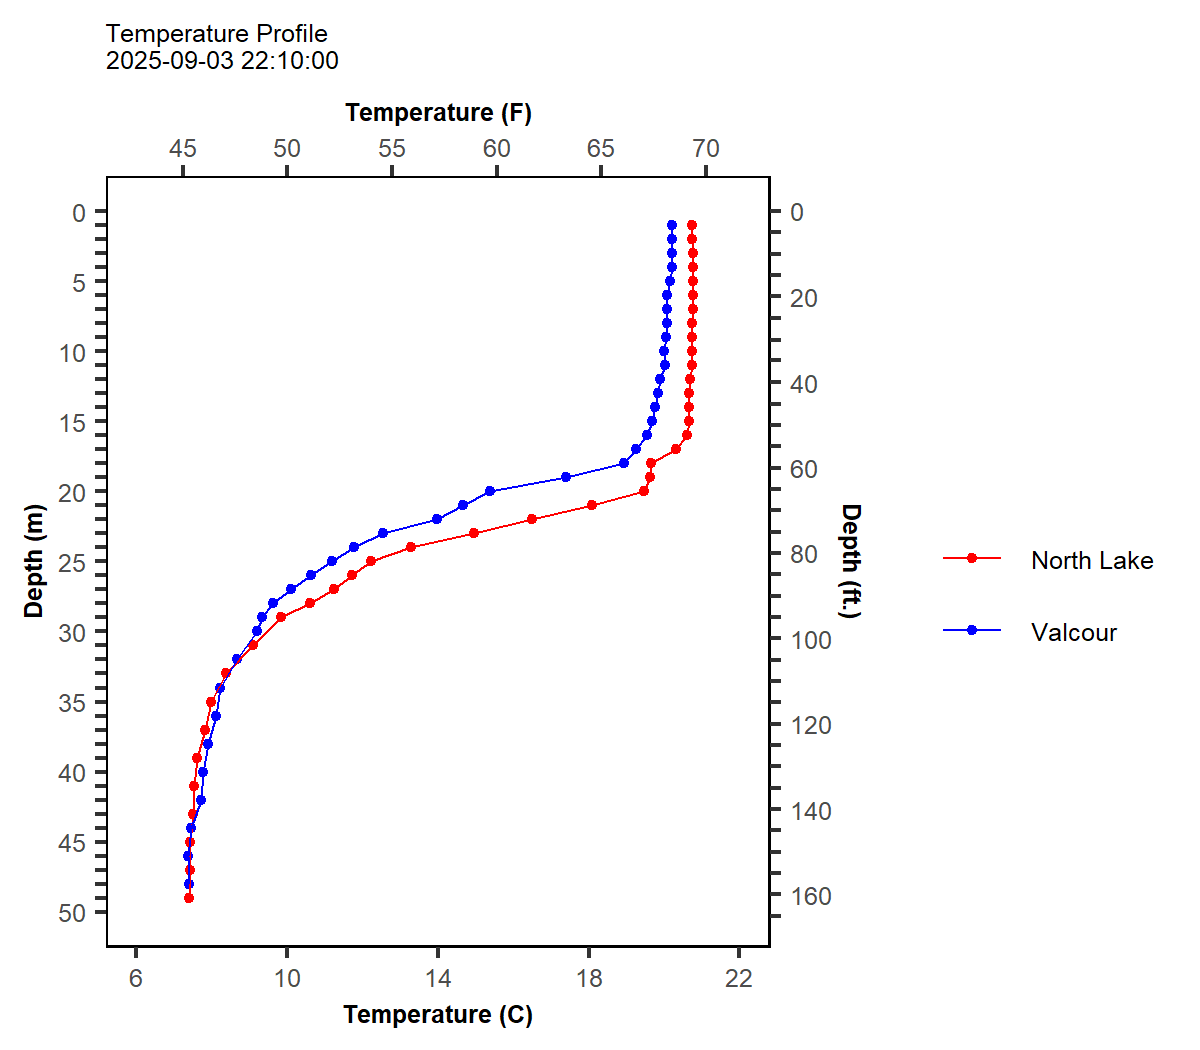 Temperature Profile
2025-09-03 22:10:00
Temperature (F)
45 50 55 60 65 70
0
5
10
15
20
25
30
35
40
45
50
Depth (m)
0
20
40
60
80
100
120
140
160
Depth (ft.)
6 10 14 18 22
Temperature (C)
North Lake
Valcour